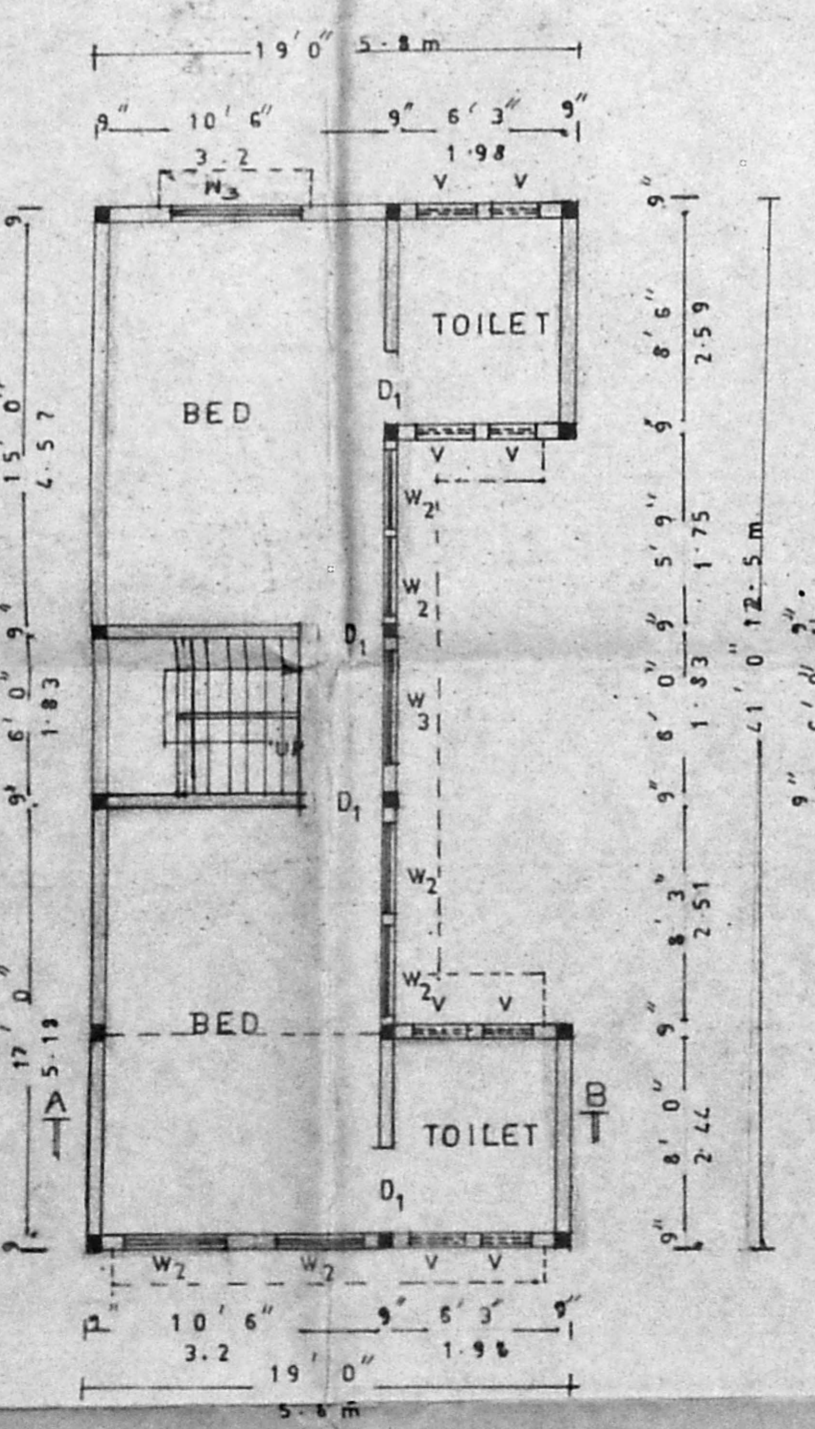 19'0" 5.8 m
9" 10'6" 9" 6'3" 9"
3.2 1.98
W3 V V
9" 9"
TOILET
8'6"
2.59
D1
BED
15'0"
4.57
9"
V V
W2
5'9"
1.75
W2
41'0" 12.5 m
9" D1 9"
6'0"
1.83
W3
6'0"
1.83
UP
9" D1 9"
W2
8'3"
2.51
W2 V V
BED 9"
17'0"
5.18
A B
TOILET
8'0"
2.44
D1
9" 9"
W2 W2 V V
9" 10'6" 9" 6'3" 9"
3.2 1.98
19'0"
5.8 m